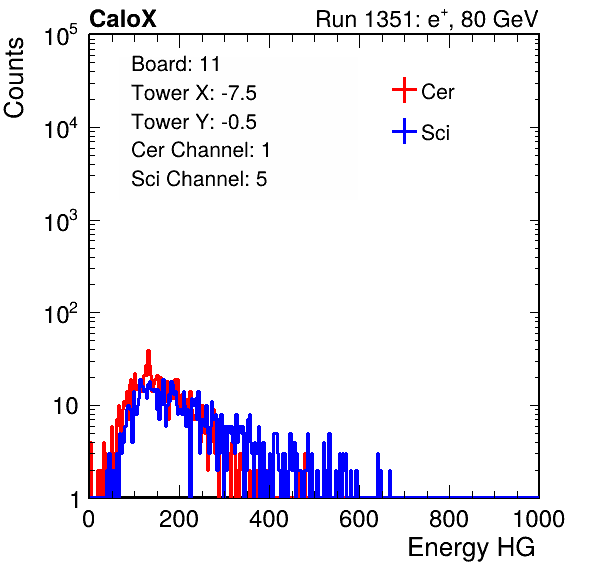 CaloX Run 1351: e⁺, 80 GeV
Counts
Board: 11
Tower X: -7.5
Tower Y: -0.5
Cer Channel: 1
Sci Channel: 5
Cer
Sci
10⁵
10⁴
10³
10²
10
1
0 200 400 600 800 1000
Energy HG